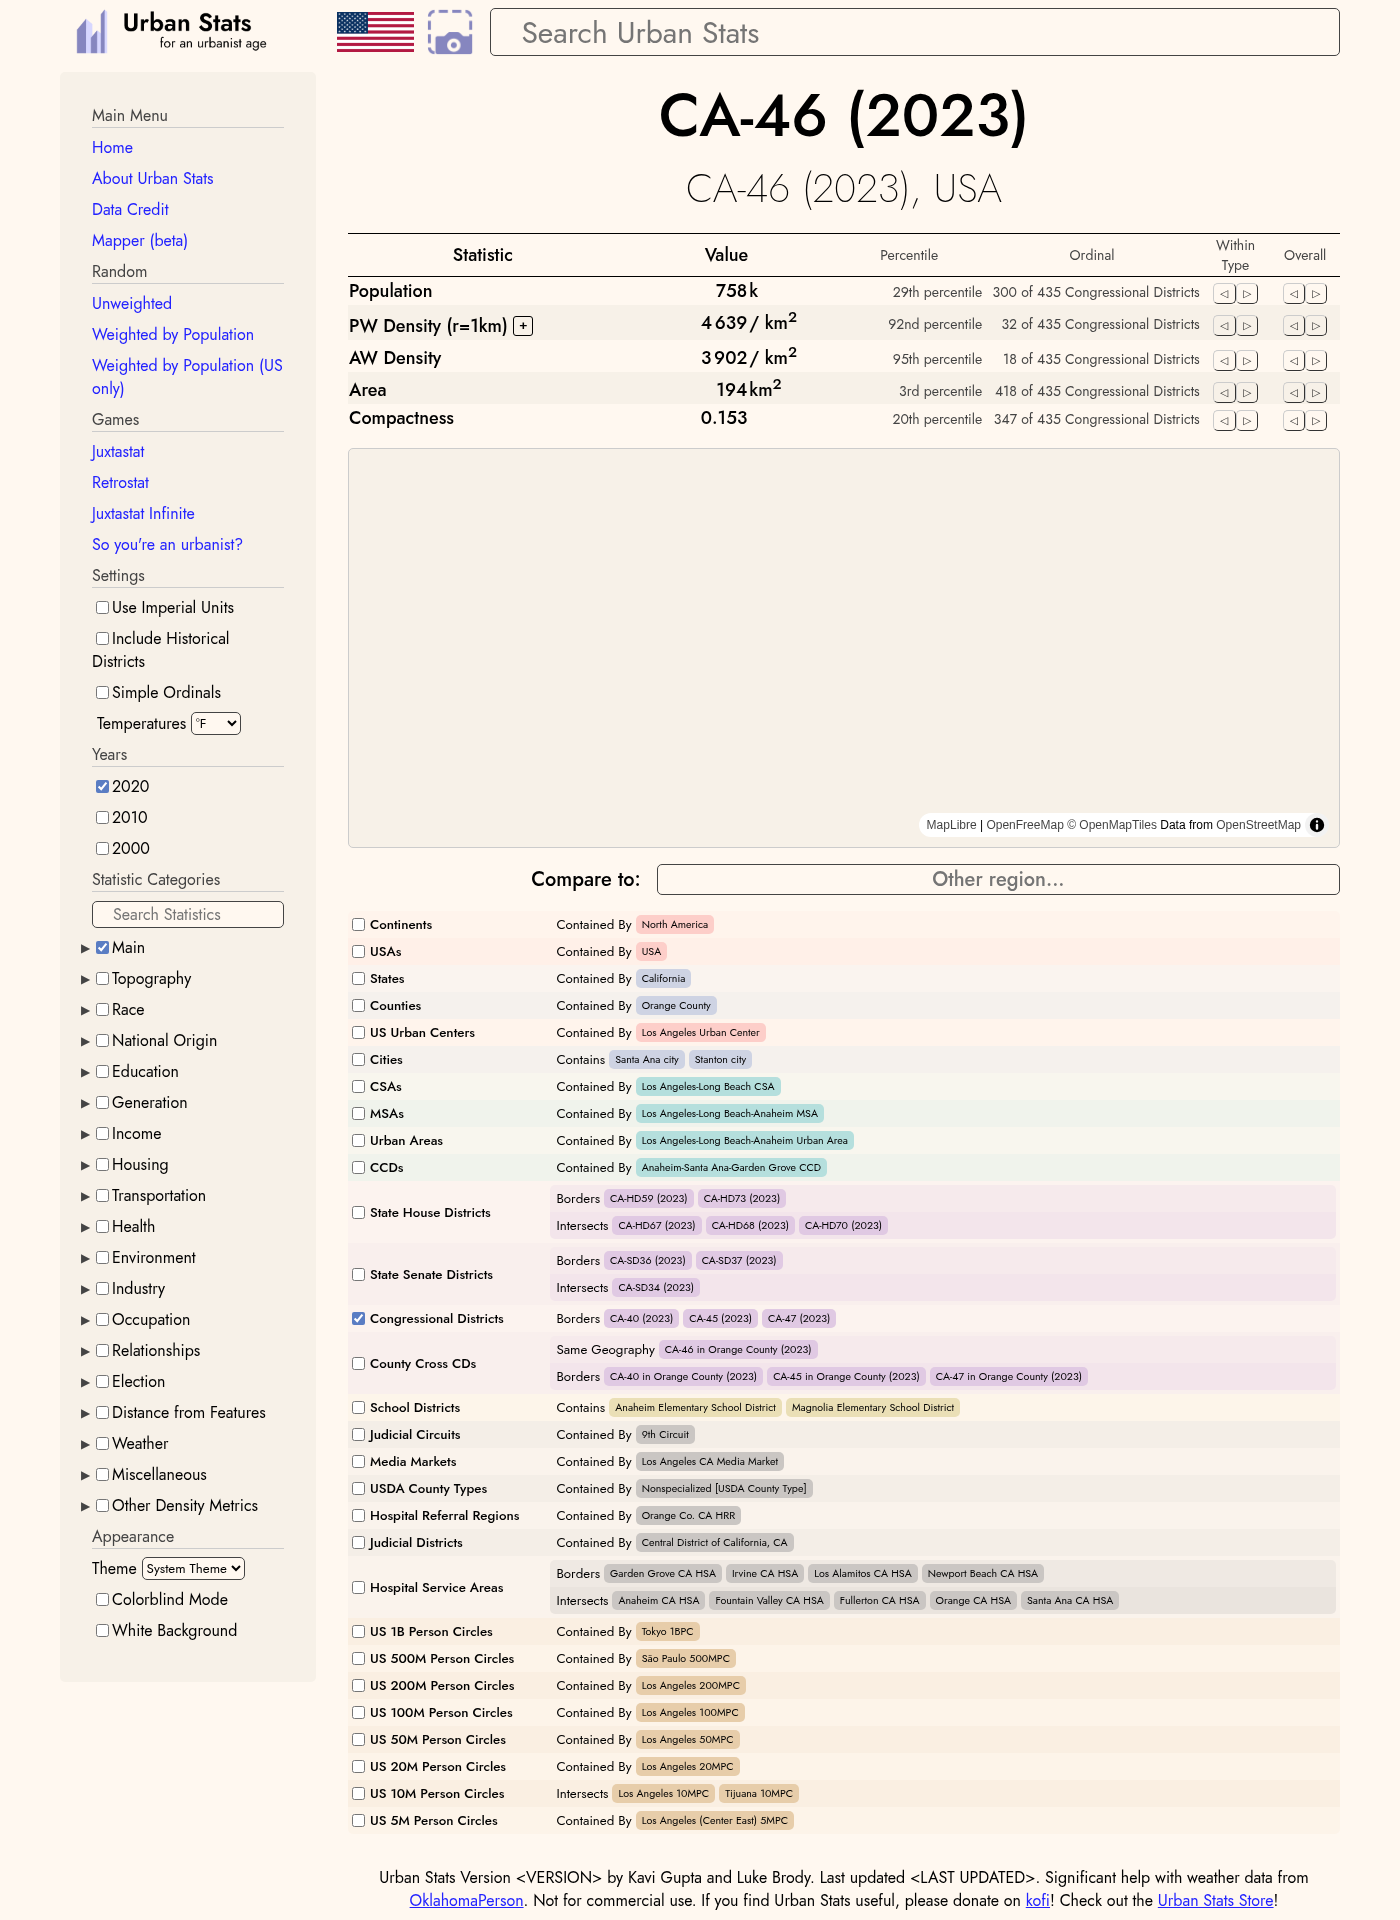 Urban Stats
for an urbanist age
Search Urban Stats
Main Menu
Home
About Urban Stats
Data Credit
Mapper (beta)
Random
Unweighted
Weighted by Population
Weighted by Population (US
only)
Games
Juxtastat
Retrostat
Juxtastat Infinite
So you're an urbanist?
Settings
Use Imperial Units
Include Historical
Districts
Simple Ordinals
Temperatures °F
Years
2020
2010
2000
Statistic Categories
Search Statistics
Main
Topography
Race
National Origin
Education
Generation
Income
Housing
Transportation
Health
Environment
Industry
Occupation
Relationships
Election
Distance from Features
Weather
Miscellaneous
Other Density Metrics
Appearance
Theme System Theme
Colorblind Mode
White Background
CA-46 (2023)
CA-46 (2023), USA
Statistic Value Percentile Ordinal Within Type Overall
Population 758 k 29th percentile 300 of 435 Congressional Districts
PW Density (r=1km) + 4 639 / km² 92nd percentile 32 of 435 Congressional Districts
AW Density 3 902 / km² 95th percentile 18 of 435 Congressional Districts
Area 194 km² 3rd percentile 418 of 435 Congressional Districts
Compactness 0.153 20th percentile 347 of 435 Congressional Districts
MapLibre | OpenFreeMap © OpenMapTiles Data from OpenStreetMap
Compare to: Other region...
Continents Contained By North America
USAs Contained By USA
States Contained By California
Counties Contained By Orange County
US Urban Centers Contained By Los Angeles Urban Center
Cities Contains Santa Ana city Stanton city
CSAs Contained By Los Angeles-Long Beach CSA
MSAs Contained By Los Angeles-Long Beach-Anaheim MSA
Urban Areas Contained By Los Angeles-Long Beach-Anaheim Urban Area
CCDs Contained By Anaheim-Santa Ana-Garden Grove CCD
State House Districts
Borders CA-HD59 (2023) CA-HD73 (2023)
Intersects CA-HD67 (2023) CA-HD68 (2023) CA-HD70 (2023)
State Senate Districts
Borders CA-SD36 (2023) CA-SD37 (2023)
Intersects CA-SD34 (2023)
Congressional Districts Borders CA-40 (2023) CA-45 (2023) CA-47 (2023)
County Cross CDs
Same Geography CA-46 in Orange County (2023)
Borders CA-40 in Orange County (2023) CA-45 in Orange County (2023) CA-47 in Orange County (2023)
School Districts Contains Anaheim Elementary School District Magnolia Elementary School District
Judicial Circuits Contained By 9th Circuit
Media Markets Contained By Los Angeles CA Media Market
USDA County Types Contained By Nonspecialized [USDA County Type]
Hospital Referral Regions Contained By Orange Co. CA HRR
Judicial Districts Contained By Central District of California, CA
Hospital Service Areas
Borders Garden Grove CA HSA Irvine CA HSA Los Alamitos CA HSA Newport Beach CA HSA
Intersects Anaheim CA HSA Fountain Valley CA HSA Fullerton CA HSA Orange CA HSA Santa Ana CA HSA
US 1B Person Circles Contained By Tokyo 1BPC
US 500M Person Circles Contained By São Paulo 500MPC
US 200M Person Circles Contained By Los Angeles 200MPC
US 100M Person Circles Contained By Los Angeles 100MPC
US 50M Person Circles Contained By Los Angeles 50MPC
US 20M Person Circles Contained By Los Angeles 20MPC
US 10M Person Circles Intersects Los Angeles 10MPC Tijuana 10MPC
US 5M Person Circles Contained By Los Angeles (Center East) 5MPC
Urban Stats Version <VERSION> by Kavi Gupta and Luke Brody. Last updated <LAST UPDATED>. Significant help with weather data from
OklahomaPerson. Not for commercial use. If you find Urban Stats useful, please donate on kofi! Check out the Urban Stats Store!